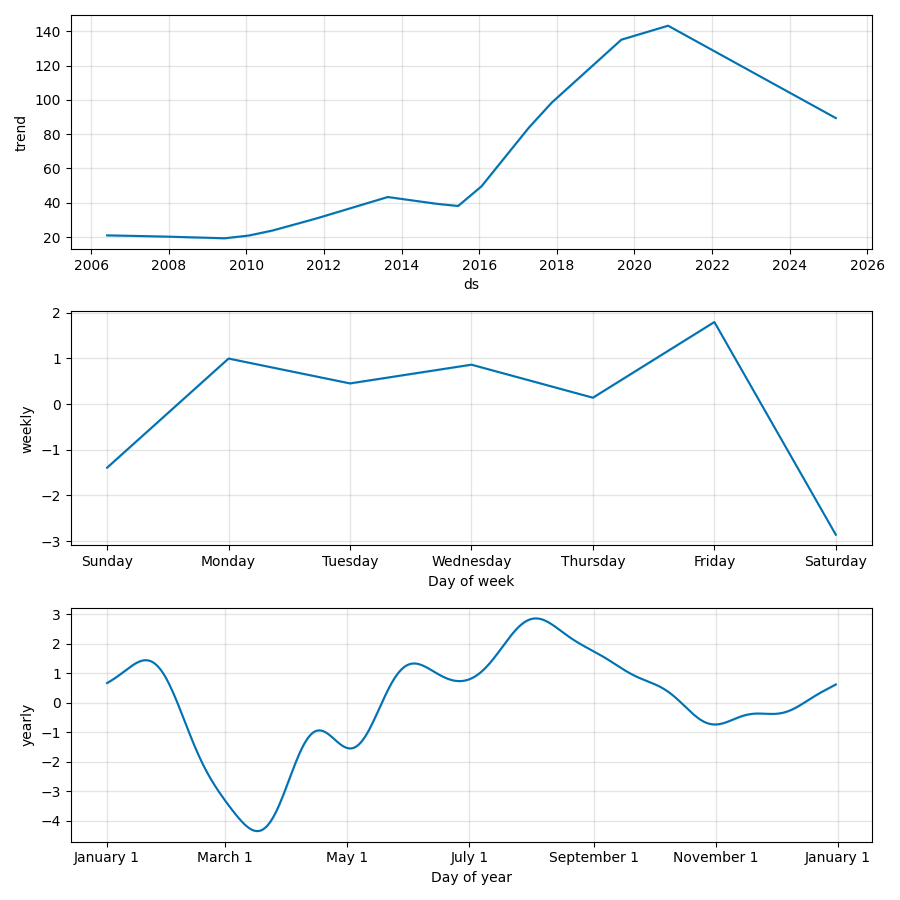 trend
140
120
100
80
60
40
20
2006 2008 2010 2012 2014 2016 2018 2020 2022 2024 2026
ds
weekly
2
1
0
−1
−2
−3
Sunday Monday Tuesday Wednesday Thursday Friday Saturday
Day of week
yearly
3
2
1
0
−1
−2
−3
−4
January 1 March 1 May 1 July 1 September 1 November 1 January 1
Day of year